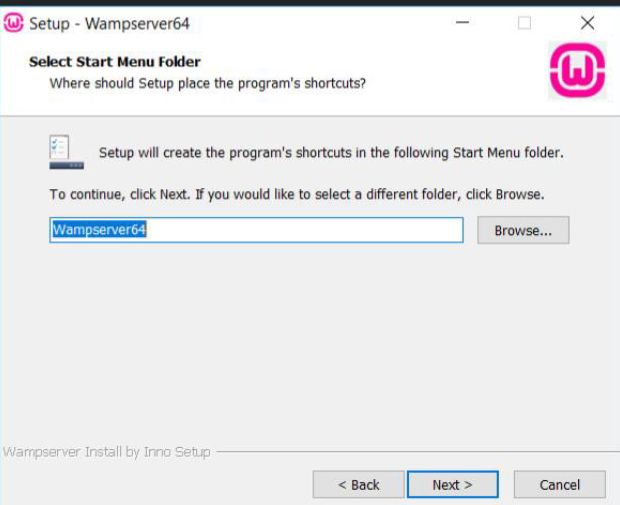 Setup - Wampserver64
Select Start Menu Folder
Where should Setup place the program's shortcuts?
Setup will create the program's shortcuts in the following Start Menu folder.
To continue, click Next. If you would like to select a different folder, click Browse.
Wampserver64
Browse...
Wampserver Install by Inno Setup
< Back
Next >
Cancel